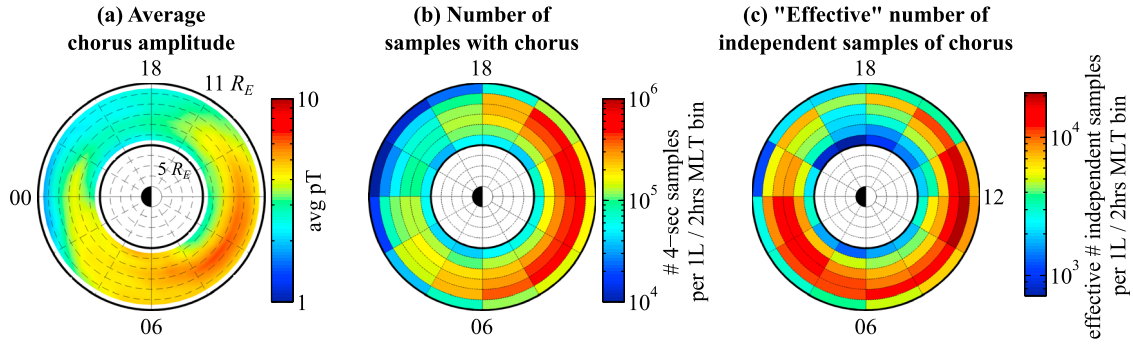 (a) Average
chorus amplitude
18
11 R_E
5 R_E
00
06
10
1
avg pT
(b) Number of
samples with chorus
18
06
10^6
10^5
10^4
# 4−sec samples
per 1L / 2hrs MLT bin
(c) "Effective" number of
independent samples of chorus
18
12
06
10^4
10^3
effective # independent samples
per 1L / 2hrs MLT bin